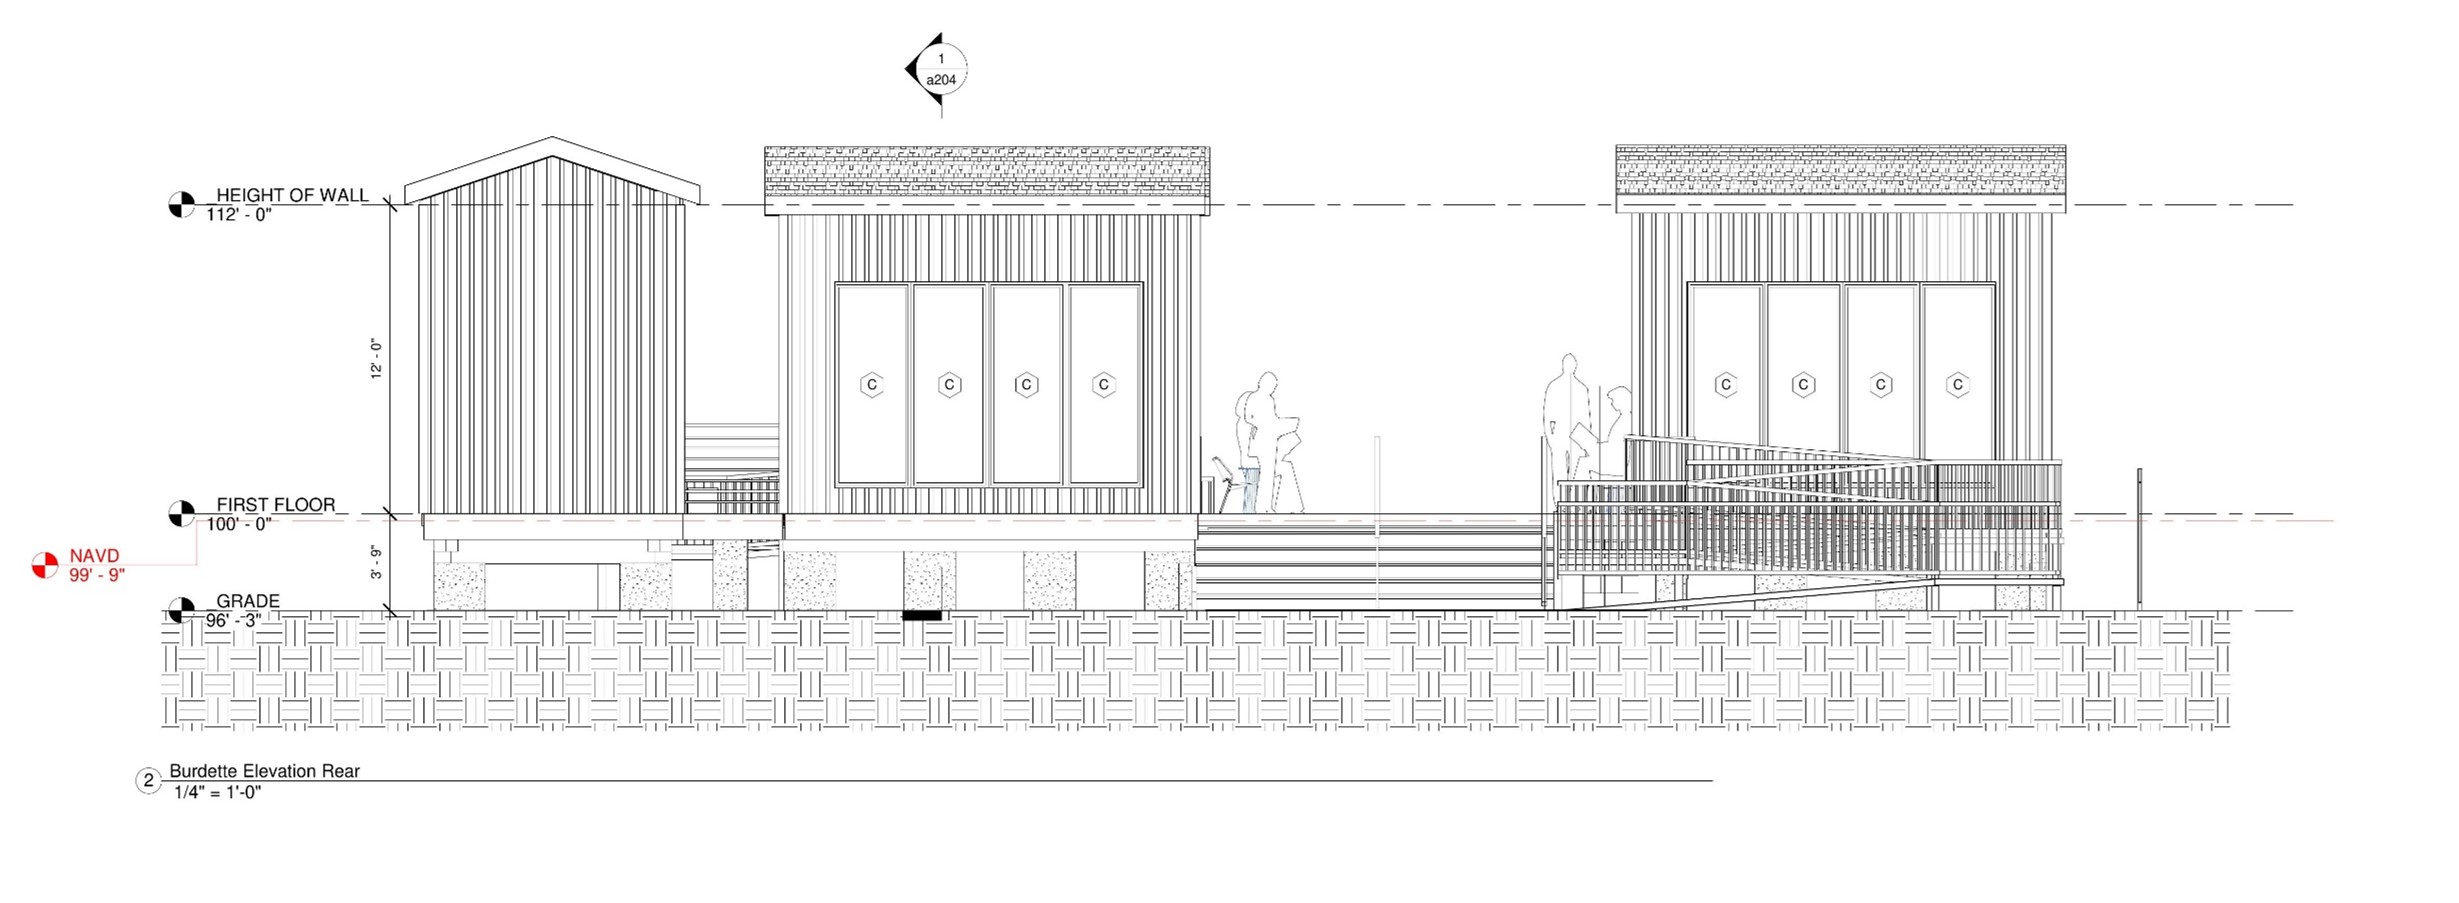 1
a204
HEIGHT OF WALL
112' - 0"
12' - 0"
C C C C
C C C C
FIRST FLOOR
100' - 0"
NAVD
99' - 9"
3' - 9"
GRADE
96' - 3"
2 Burdette Elevation Rear
1/4" = 1'-0"